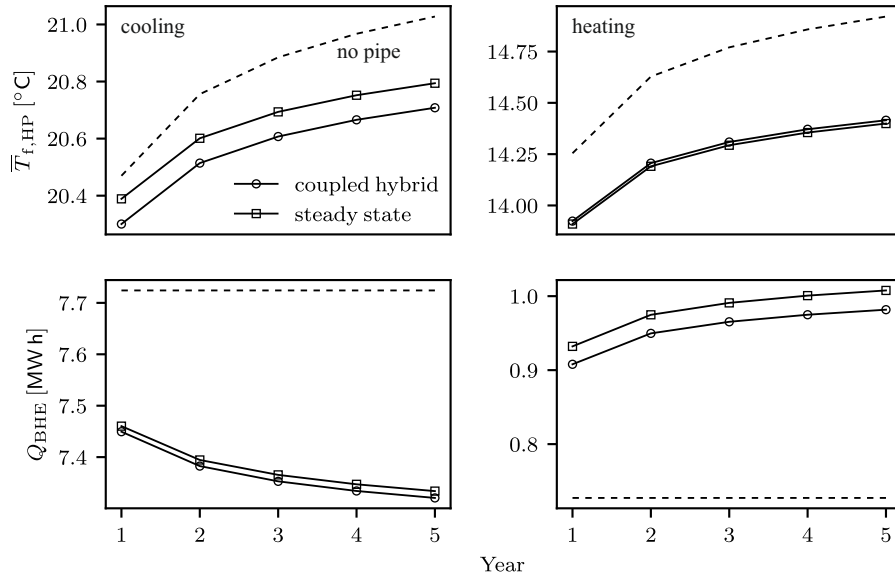 cooling
no pipe
21.0
20.8
20.6
20.4
T̅f,HP [°C]
coupled hybrid
steady state
heating
14.75
14.50
14.25
14.00
7.7
7.6
7.5
7.4
QBHE [MW h]
1 2 3 4 5
1.0
0.9
0.8
1 2 3 4 5
Year